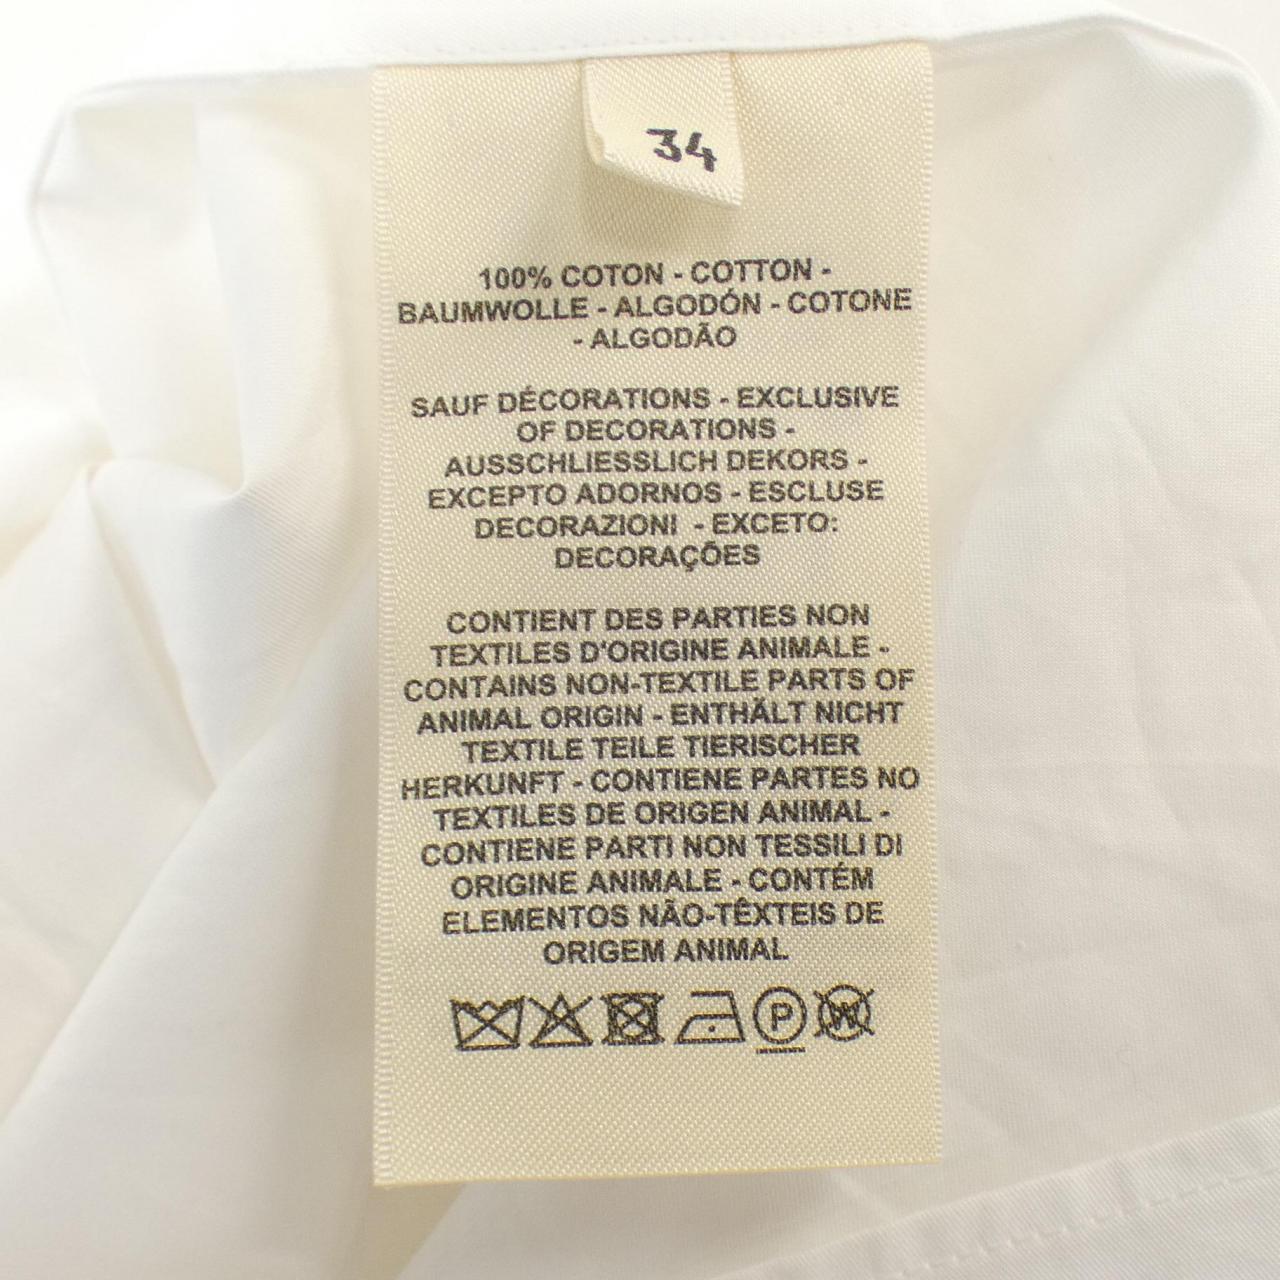 34
100% COTON - COTTON -
BAUMWOLLE - ALGODÓN - COTONE
- ALGODÃO
SAUF DÉCORATIONS - EXCLUSIVE
OF DECORATIONS -
AUSSCHLIESSLICH DEKORS -
EXCEPTO ADORNOS - ESCLUSE
DECORAZIONI - EXCETO:
DECORAÇÕES
CONTIENT DES PARTIES NON
TEXTILES D'ORIGINE ANIMALE -
CONTAINS NON-TEXTILE PARTS OF
ANIMAL ORIGIN - ENTHÄLT NICHT
TEXTILE TEILE TIERISCHER
HERKUNFT - CONTIENE PARTES NO
TEXTILES DE ORIGEN ANIMAL -
CONTIENE PARTI NON TESSILI DI
ORIGINE ANIMALE - CONTÉM
ELEMENTOS NÃO-TÊXTEIS DE
ORIGEM ANIMAL
P W